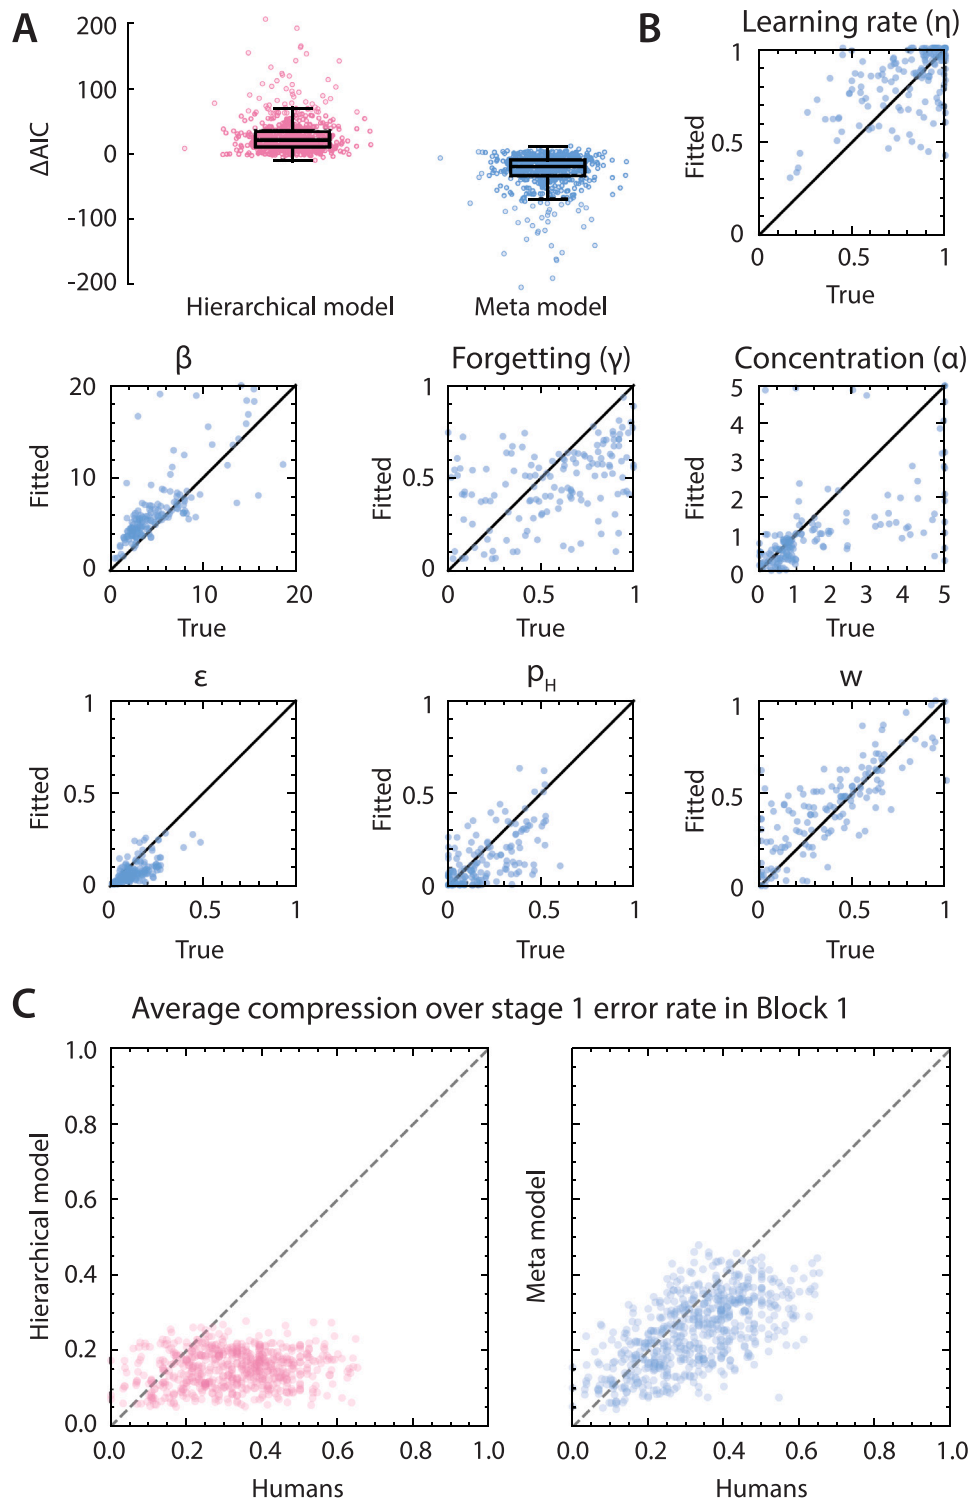 A
200
100
0
-100
-200
ΔAIC
Hierarchical model
Meta model
B
Learning rate (η)
1
0.5
0
Fitted
0 0.5 1
True
β
20
10
0
Fitted
0 10 20
True
Forgetting (γ)
1
0.5
0
Fitted
0 0.5 1
True
Concentration (α)
5
4
3
2
1
0
Fitted
0 1 2 3 4 5
True
ε
1
0.5
0
Fitted
0 0.5 1
True
pH
1
0.5
0
Fitted
0 0.5 1
True
w
1
0.5
0
Fitted
0 0.5 1
True
C
Average compression over stage 1 error rate in Block 1
1.0
0.8
0.6
0.4
0.2
0.0
Hierarchical model
0.0 0.2 0.4 0.6 0.8 1.0
Humans
Meta model
0.0 0.2 0.4 0.6 0.8 1.0
Humans